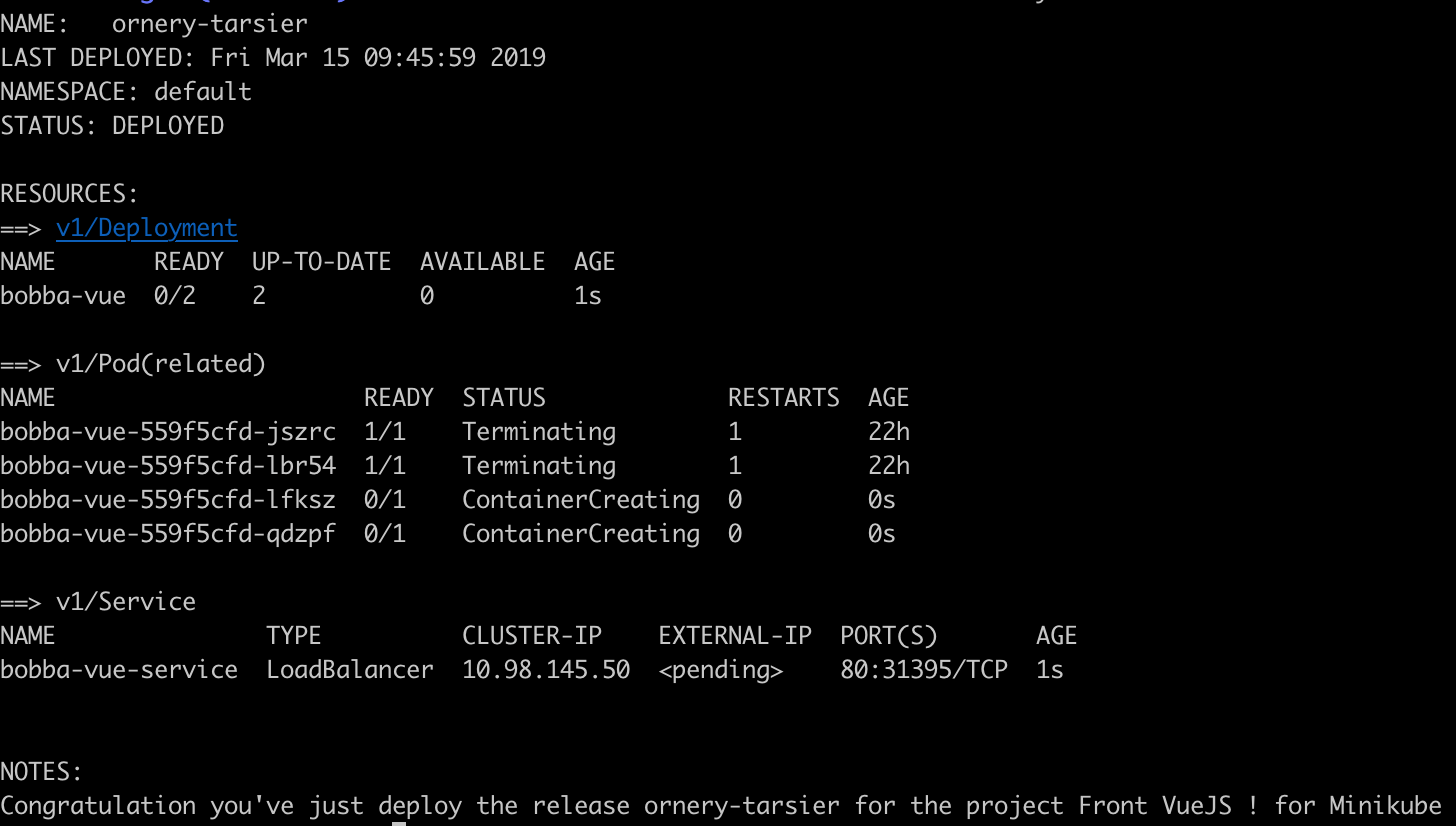 NAME:   ornery-tarsier
LAST DEPLOYED: Fri Mar 15 09:45:59 2019
NAMESPACE: default
STATUS: DEPLOYED

RESOURCES:
==> v1/Deployment
NAME       READY  UP-TO-DATE  AVAILABLE  AGE
bobba-vue  0/2    2           0          1s

==> v1/Pod(related)
NAME                      READY  STATUS             RESTARTS  AGE
bobba-vue-559f5cfd-jszrc  1/1    Terminating        1         22h
bobba-vue-559f5cfd-lbr54  1/1    Terminating        1         22h
bobba-vue-559f5cfd-lfksz  0/1    ContainerCreating  0         0s
bobba-vue-559f5cfd-qdzpf  0/1    ContainerCreating  0         0s

==> v1/Service
NAME               TYPE          CLUSTER-IP    EXTERNAL-IP  PORT(S)       AGE
bobba-vue-service  LoadBalancer  10.98.145.50  <pending>    80:31395/TCP  1s

NOTES:
Congratulation you've just deploy the release ornery-tarsier for the project Front VueJS ! for Minikube